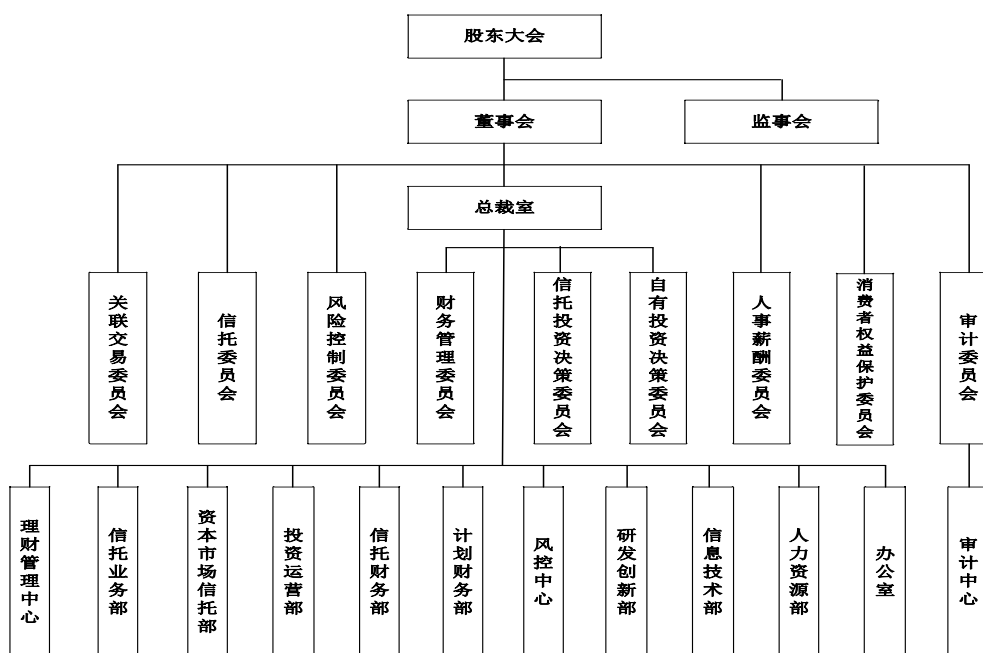 股东大会
董事会
监事会
总裁室
关联交易委员会
信托委员会
风险控制委员会
财务管理委员会
信托投资决策委员会
自有投资决策委员会
人事薪酬委员会
消费者权益保护委员会
审计委员会
理财管理中心
信托业务部
资本市场信托部
投资运营部
信托财务部
计划财务部
风控中心
研发创新部
信息技术部
人力资源部
办公室
审计中心